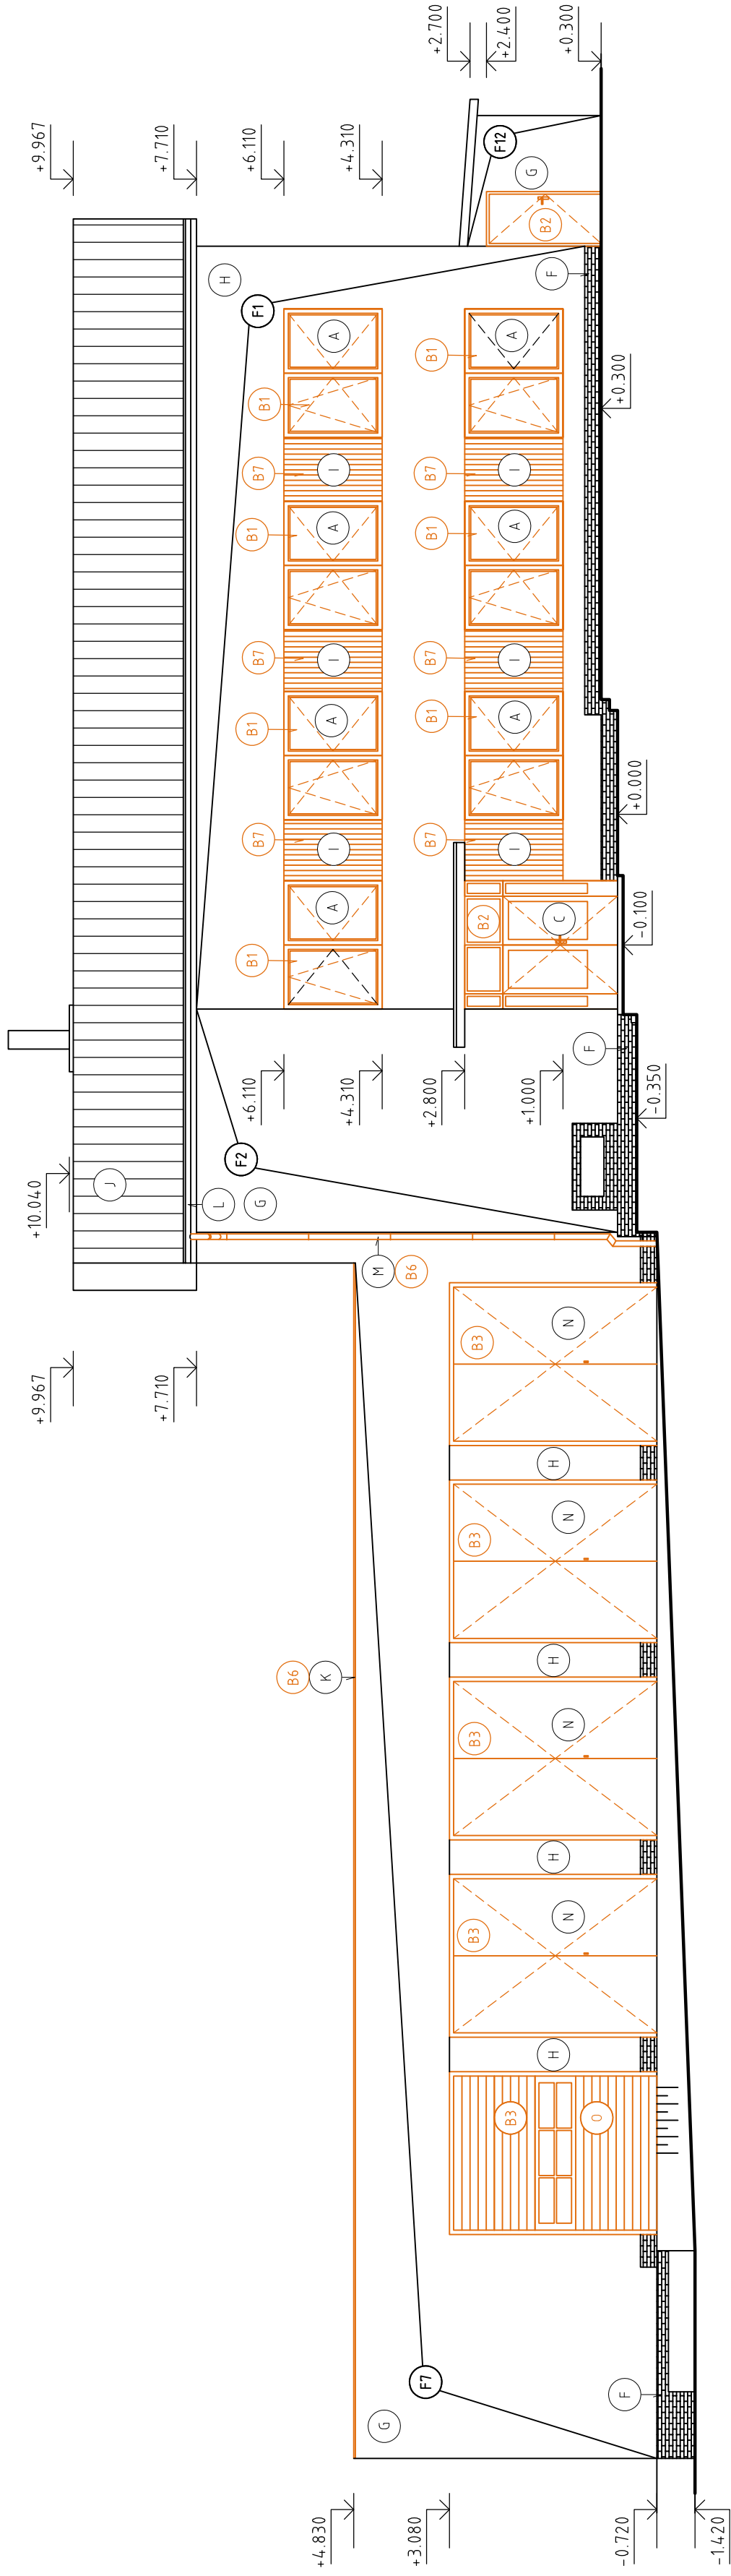 +9.967
+10.040
+9.967
J
+7.710
+7.710
L
H
F2
G
+6.110
B1
B7
B1
B7
B1
B7
B1
F1
+6.110
B6
K
+4.830
+4.310
A
I
A
I
A
I
A
+4.310
G
M
B6
F7
+3.080
+2.800
B7
B1
B7
B1
B7
B1
+2.700
B3
B3
B3
B3
B2
B3
F12
+2.400
+1.000
I
A
I
A
I
A
G
B2
H
H
H
H
C
F
N
N
N
N
+0.300
O
F
F
-0.720
+0.000
+0.300
-0.100
-0.350
-1.420